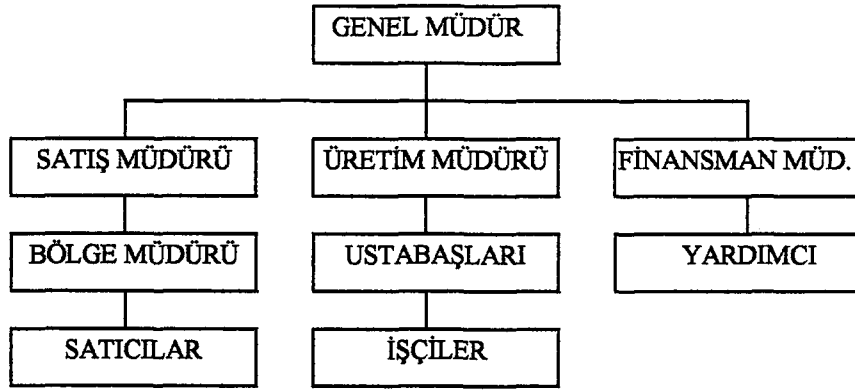 GENEL MÜDÜR
SATIŞ MÜDÜRÜ
ÜRETİM MÜDÜRÜ
FİNANSMAN MÜD.
BÖLGE MÜDÜRÜ
USTABAŞLARI
YARDIMCI
SATICILAR
İŞÇİLER